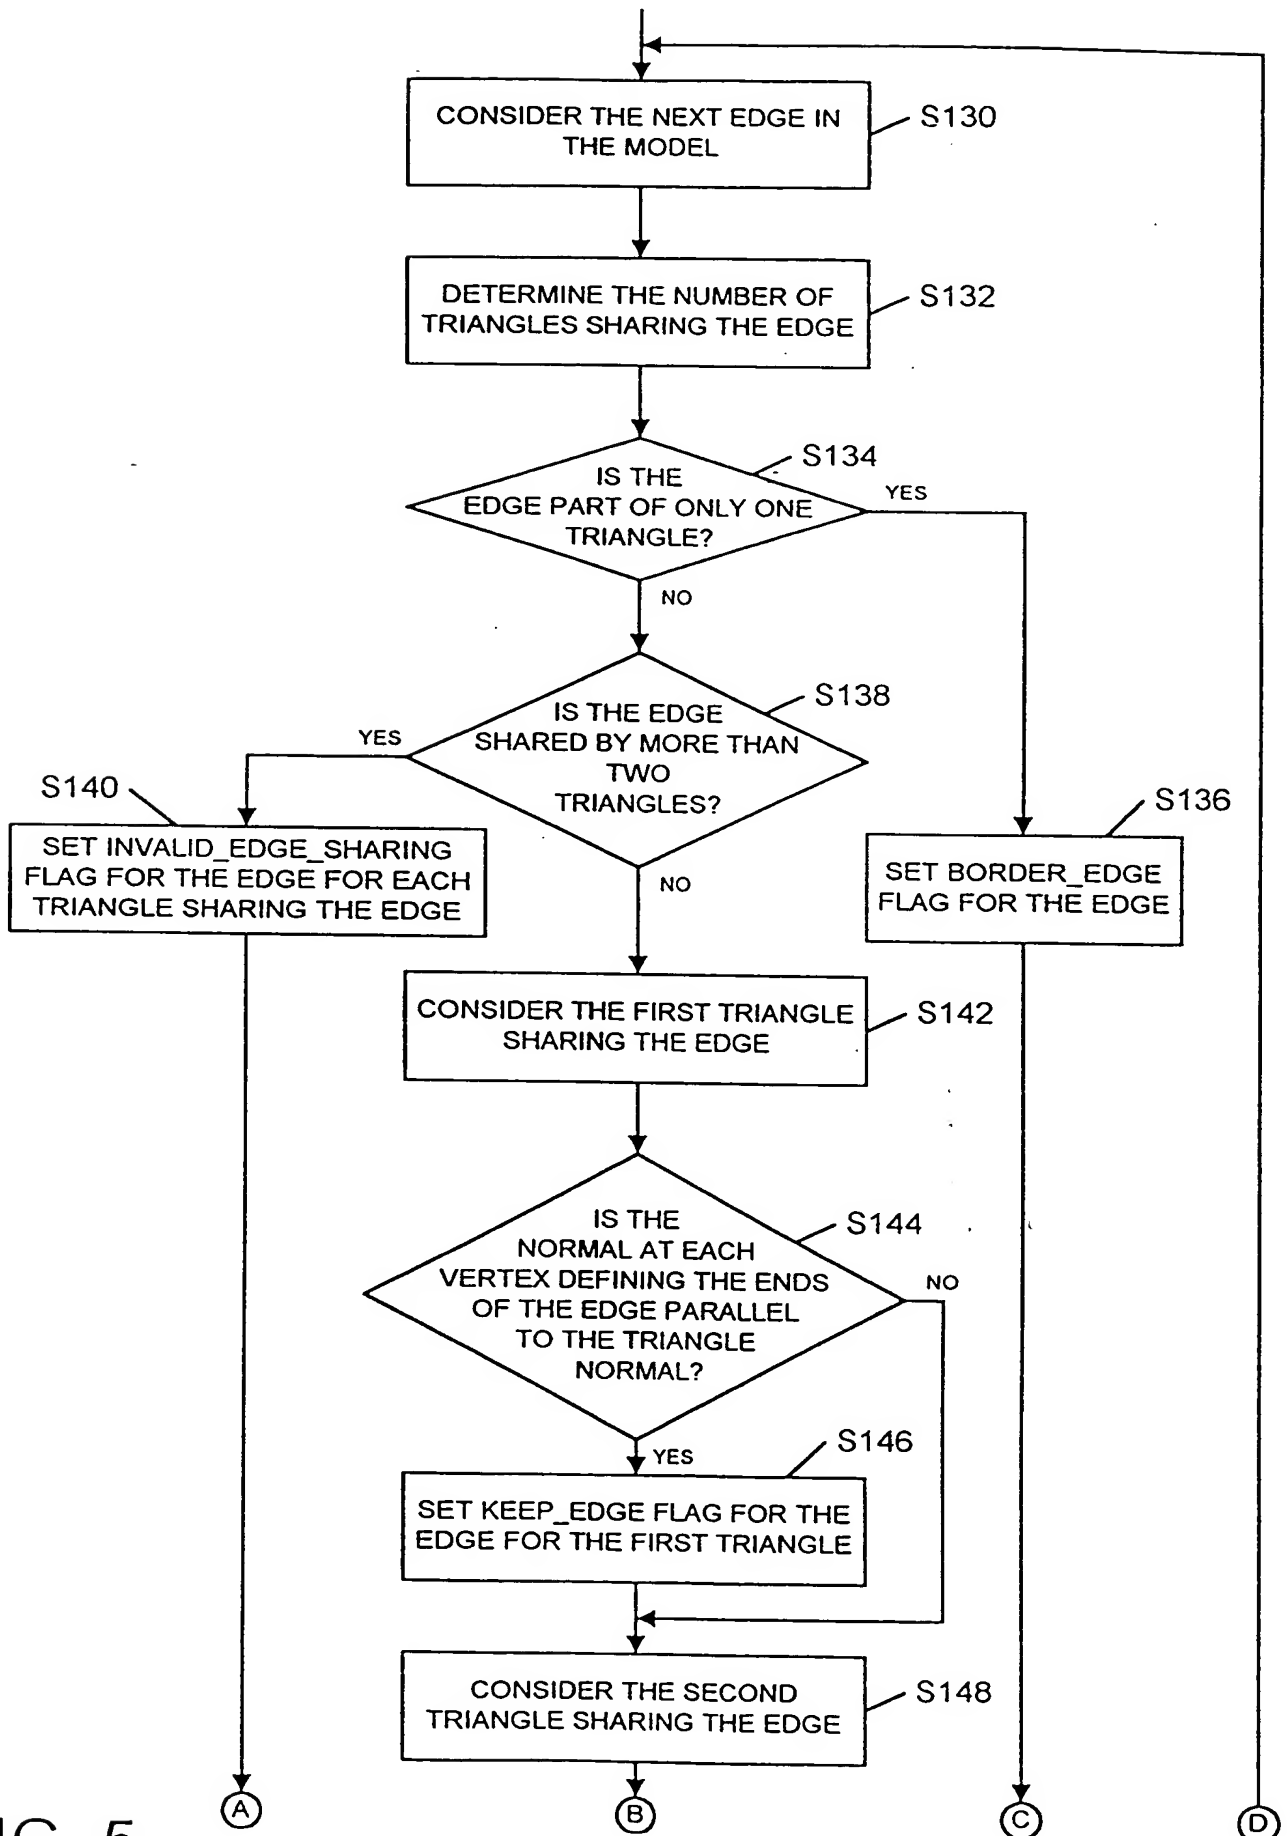 CONSIDER THE NEXT EDGE IN
THE MODEL
S130
DETERMINE THE NUMBER OF
TRIANGLES SHARING THE EDGE
S132
S134
IS THE
EDGE PART OF ONLY ONE
TRIANGLE?
YES
NO
S138
IS THE EDGE
SHARED BY MORE THAN
TWO
TRIANGLES?
YES
NO
S140
SET INVALID_EDGE_SHARING
FLAG FOR THE EDGE FOR EACH
TRIANGLE SHARING THE EDGE
S136
SET BORDER_EDGE
FLAG FOR THE EDGE
CONSIDER THE FIRST TRIANGLE
SHARING THE EDGE
S142
S144
IS THE
NORMAL AT EACH
VERTEX DEFINING THE ENDS
OF THE EDGE PARALLEL
TO THE TRIANGLE
NORMAL?
NO
YES
S146
SET KEEP_EDGE FLAG FOR THE
EDGE FOR THE FIRST TRIANGLE
CONSIDER THE SECOND
TRIANGLE SHARING THE EDGE
S148
A
B
C
D